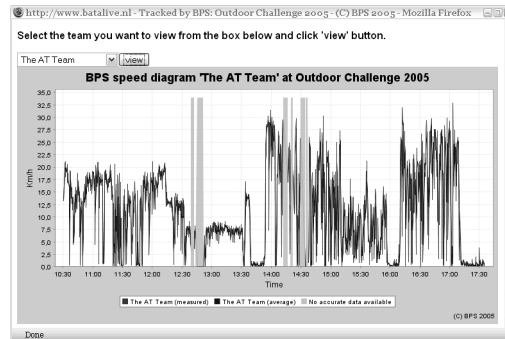 http://www.batalive.nl - Tracked by BPS: Outdoor Challenge 2005 - (C) BPS 2005 - Mozilla Firefox
Select the team you want to view from the box below and click 'view' button.
The AT Team view
BPS speed diagram 'The AT Team' at Outdoor Challenge 2005
35,0
32,5
30,0
27,5
25,0
22,5
20,0
17,5
15,0
12,5
10,0
7,5
5,0
2,5
0,0
Km/h
10:30 11:00 11:30 12:00 12:30 13:00 13:30 14:00 14:30 15:00 15:30 16:00 16:30 17:00 17:30
Time
The AT Team (measured) The AT Team (average) No accurate data available
(C) BPS 2005
Done